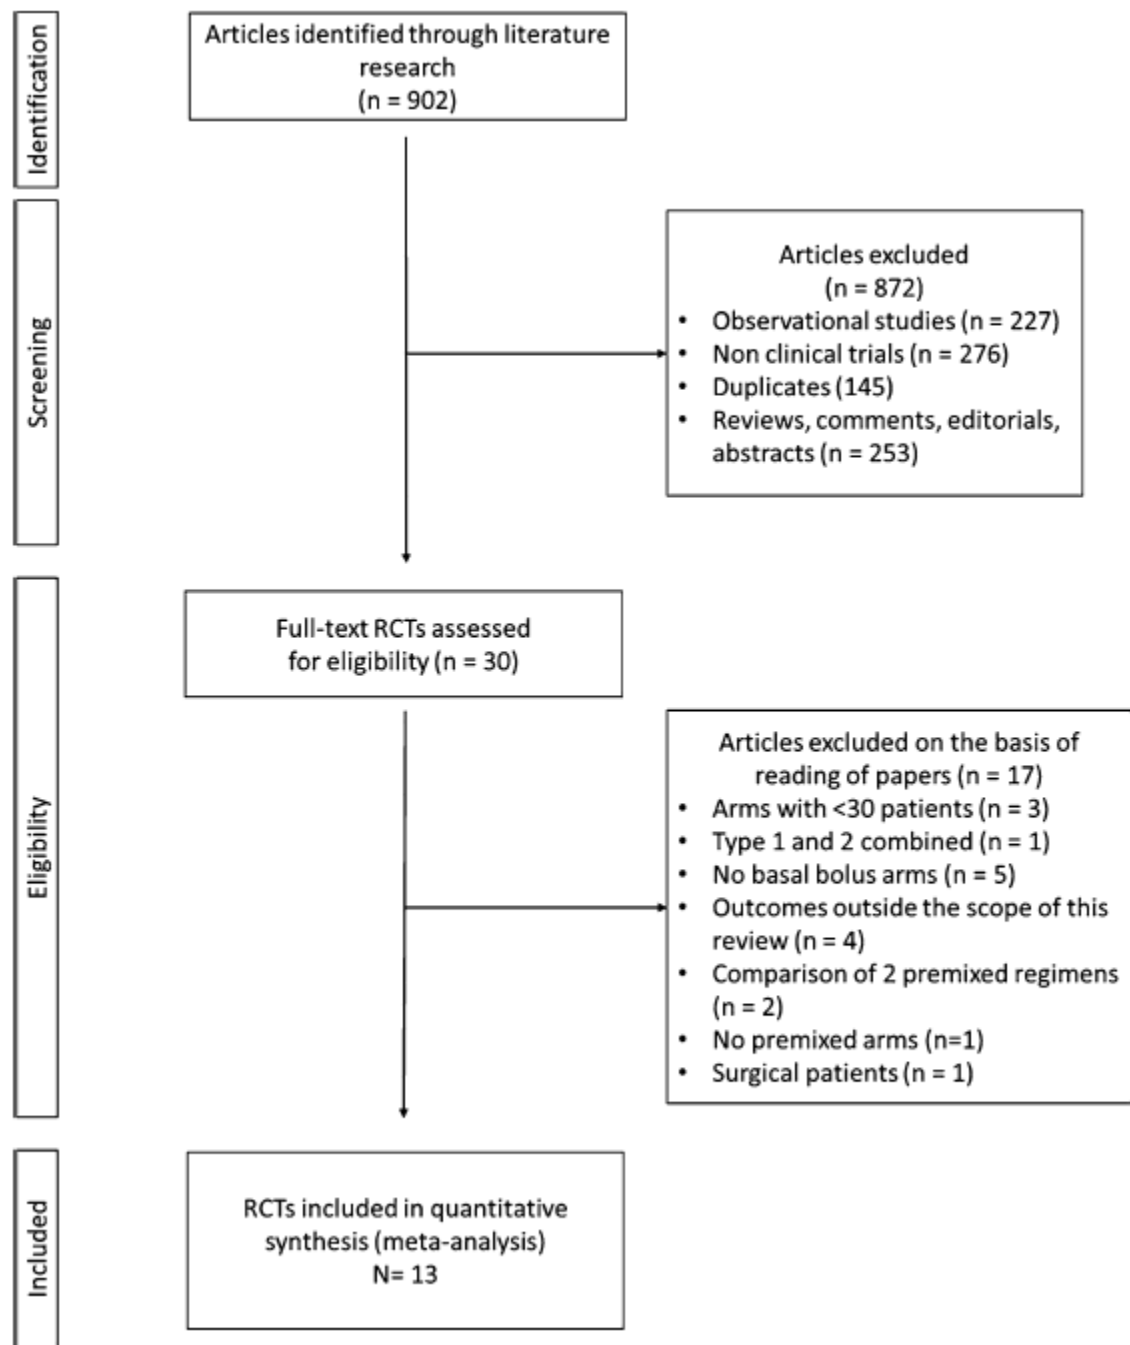 Identification
Articles identified through literature
research
(n = 902)
Screening
Articles excluded
(n = 872)
• Observational studies (n = 227)
• Non clinical trials (n = 276)
• Duplicates (145)
• Reviews, comments, editorials,
abstracts (n = 253)
Eligibility
Full-text RCTs assessed
for eligibility (n = 30)
Articles excluded on the basis of
reading of papers (n = 17)
• Arms with <30 patients (n = 3)
• Type 1 and 2 combined (n = 1)
• No basal bolus arms (n = 5)
• Outcomes outside the scope of this
review (n = 4)
• Comparison of 2 premixed regimens
(n = 2)
• No premixed arms (n=1)
• Surgical patients (n = 1)
Included
RCTs included in quantitative
synthesis (meta-analysis)
N= 13